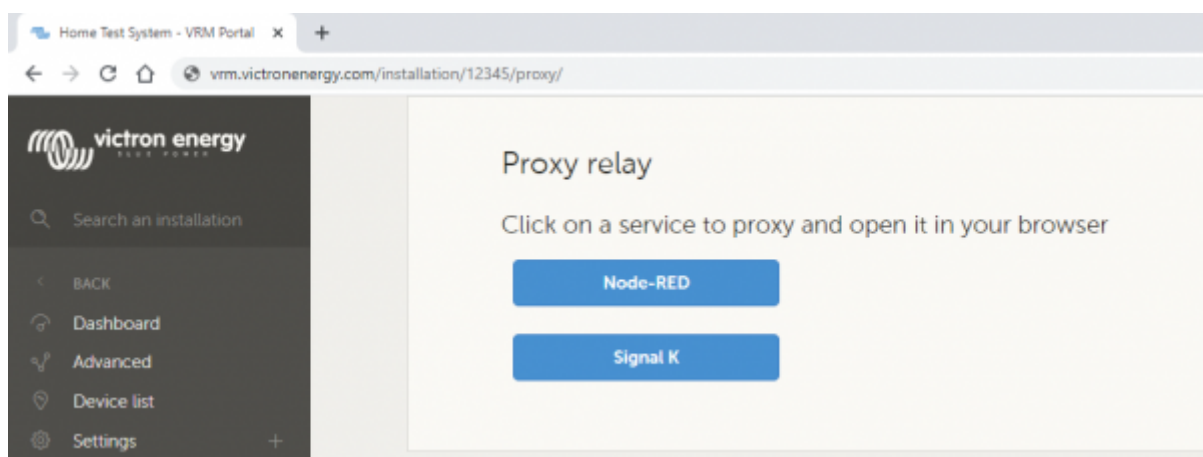 Home Test System - VRM Portal
vrm.victronenergy.com/installation/12345/proxy/
victron energy
BLUE POWER
Search an installation
BACK
Dashboard
Advanced
Device list
Settings
Proxy relay
Click on a service to proxy and open it in your browser
Node-RED
Signal K